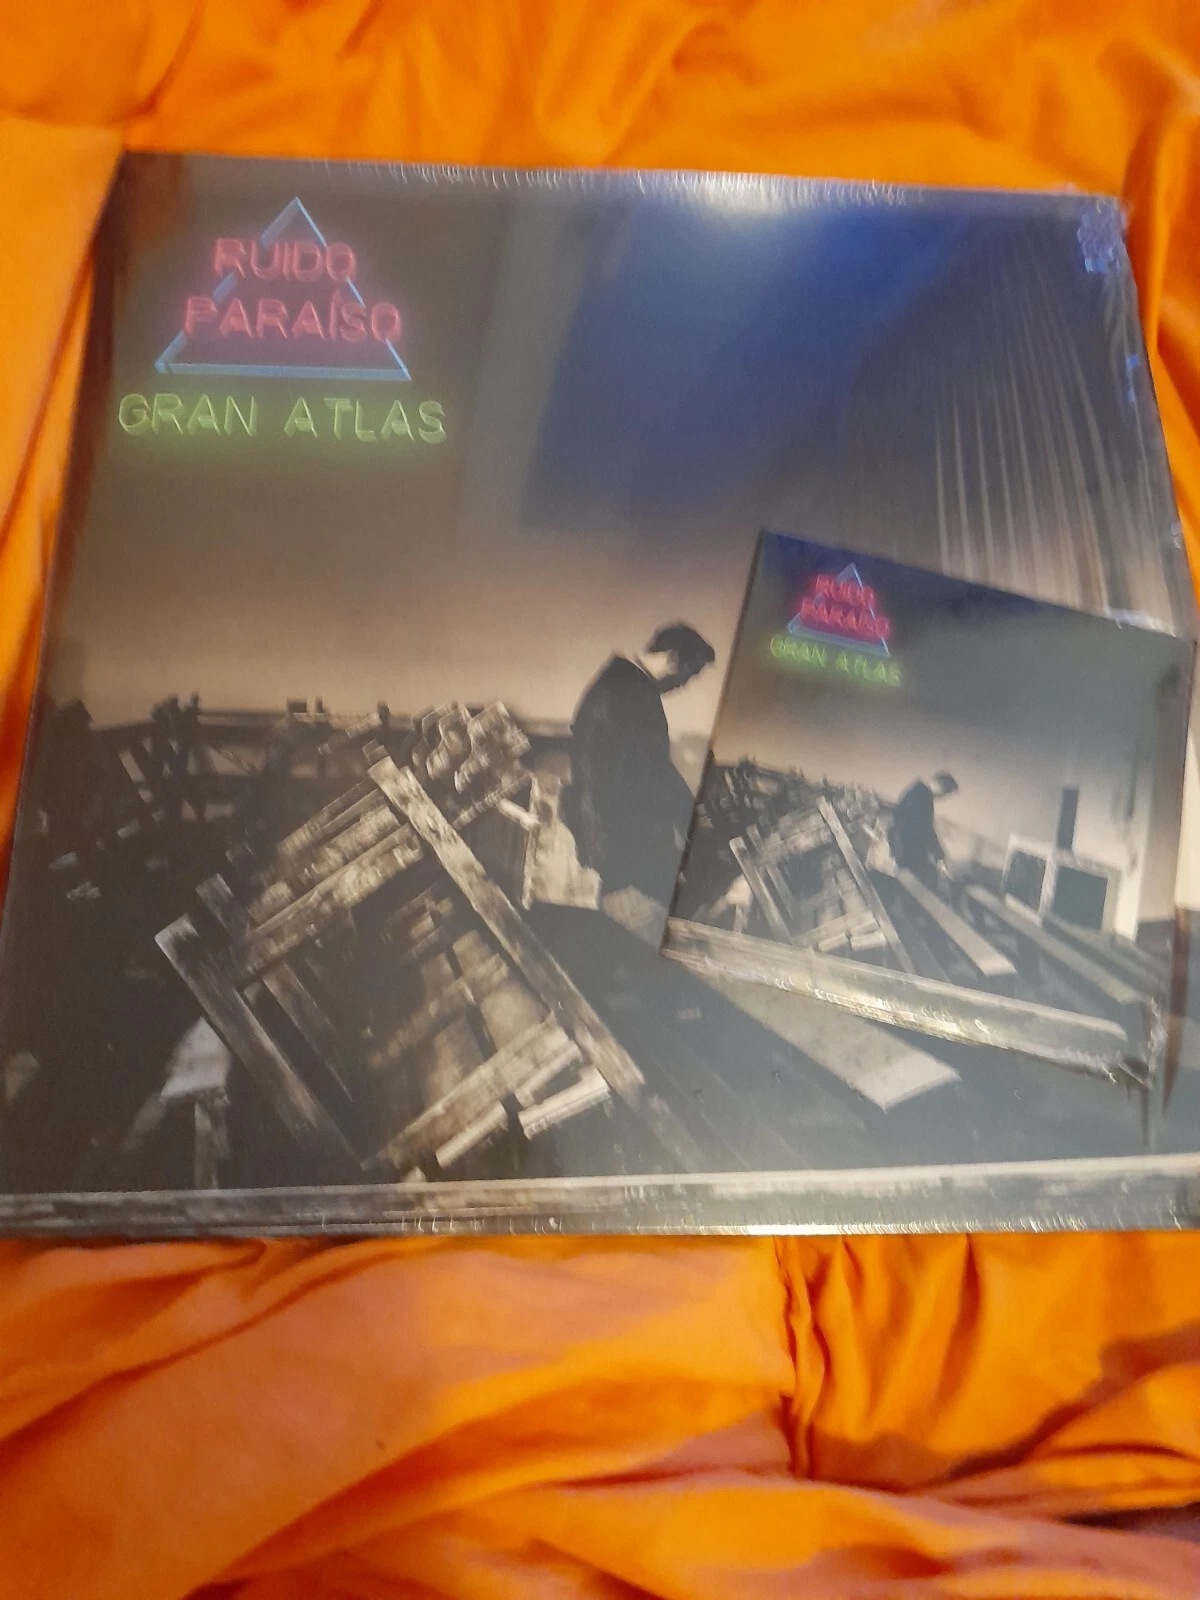 RUIDO
PARAÍSO
GRAN ATLAS
RUIDO
PARAÍSO
GRAN ATLAS